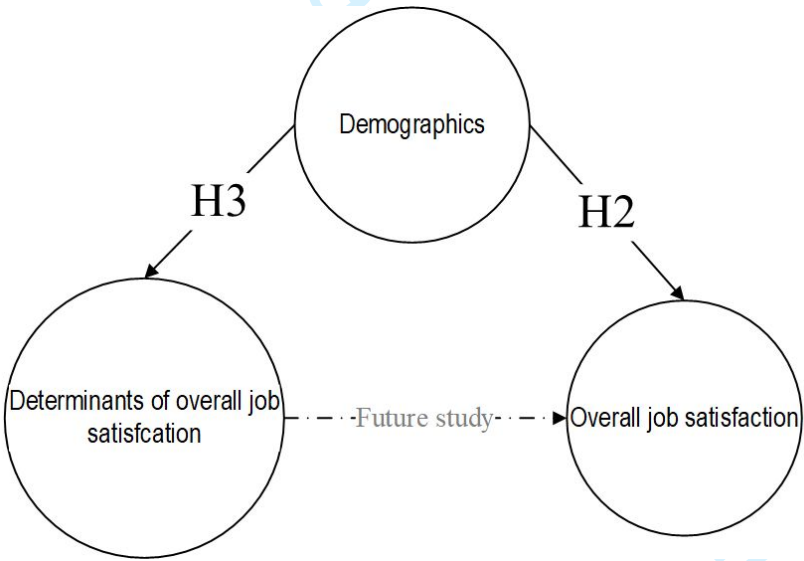 Demographics
H3
H2
Determinants of overall job
satisfcation
Future study
Overall job satisfaction